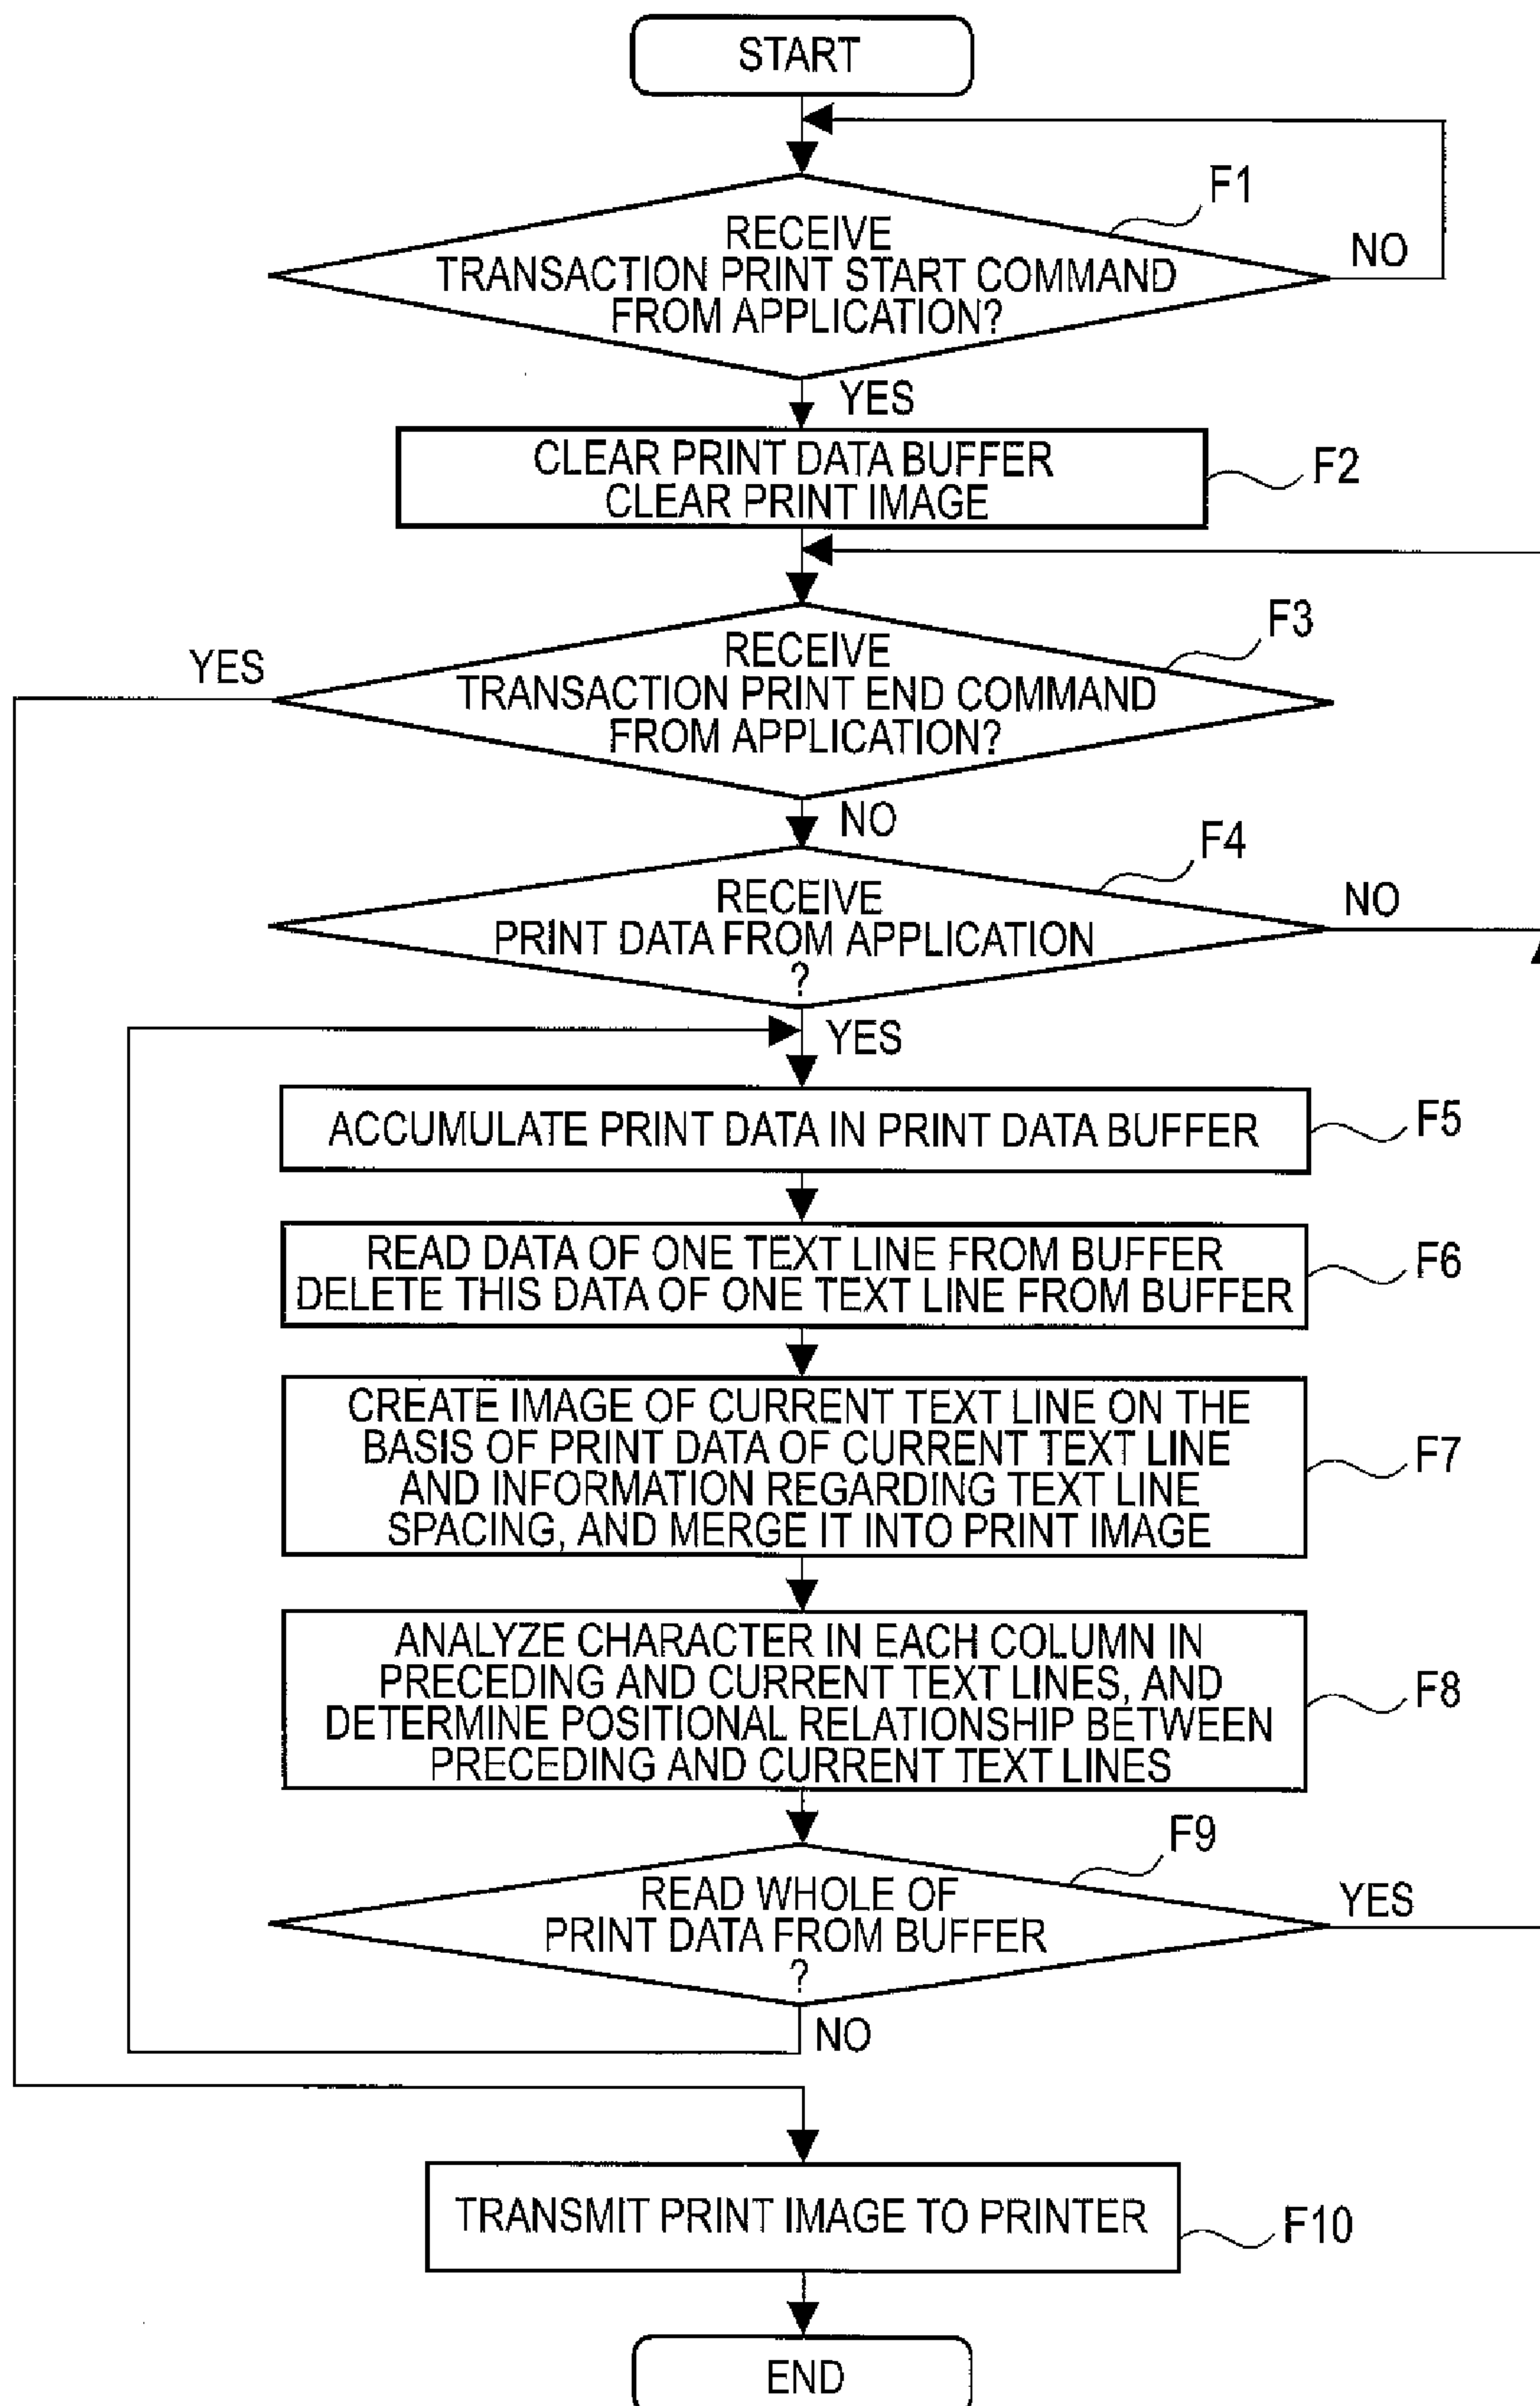 START
F1
RECEIVE
TRANSACTION PRINT START COMMAND
FROM APPLICATION?
NO
YES
CLEAR PRINT DATA BUFFER
CLEAR PRINT IMAGE
F2
F3
YES
RECEIVE
TRANSACTION PRINT END COMMAND
FROM APPLICATION?
NO
F4
RECEIVE
PRINT DATA FROM APPLICATION
?
NO
YES
ACCUMULATE PRINT DATA IN PRINT DATA BUFFER
F5
READ DATA OF ONE TEXT LINE FROM BUFFER
DELETE THIS DATA OF ONE TEXT LINE FROM BUFFER
F6
CREATE IMAGE OF CURRENT TEXT LINE ON THE
BASIS OF PRINT DATA OF CURRENT TEXT LINE
AND INFORMATION REGARDING TEXT LINE
SPACING, AND MERGE IT INTO PRINT IMAGE
F7
ANALYZE CHARACTER IN EACH COLUMN IN
PRECEDING AND CURRENT TEXT LINES, AND
DETERMINE POSITIONAL RELATIONSHIP BETWEEN
PRECEDING AND CURRENT TEXT LINES
F8
F9
READ WHOLE OF
PRINT DATA FROM BUFFER
?
YES
NO
TRANSMIT PRINT IMAGE TO PRINTER
F10
END